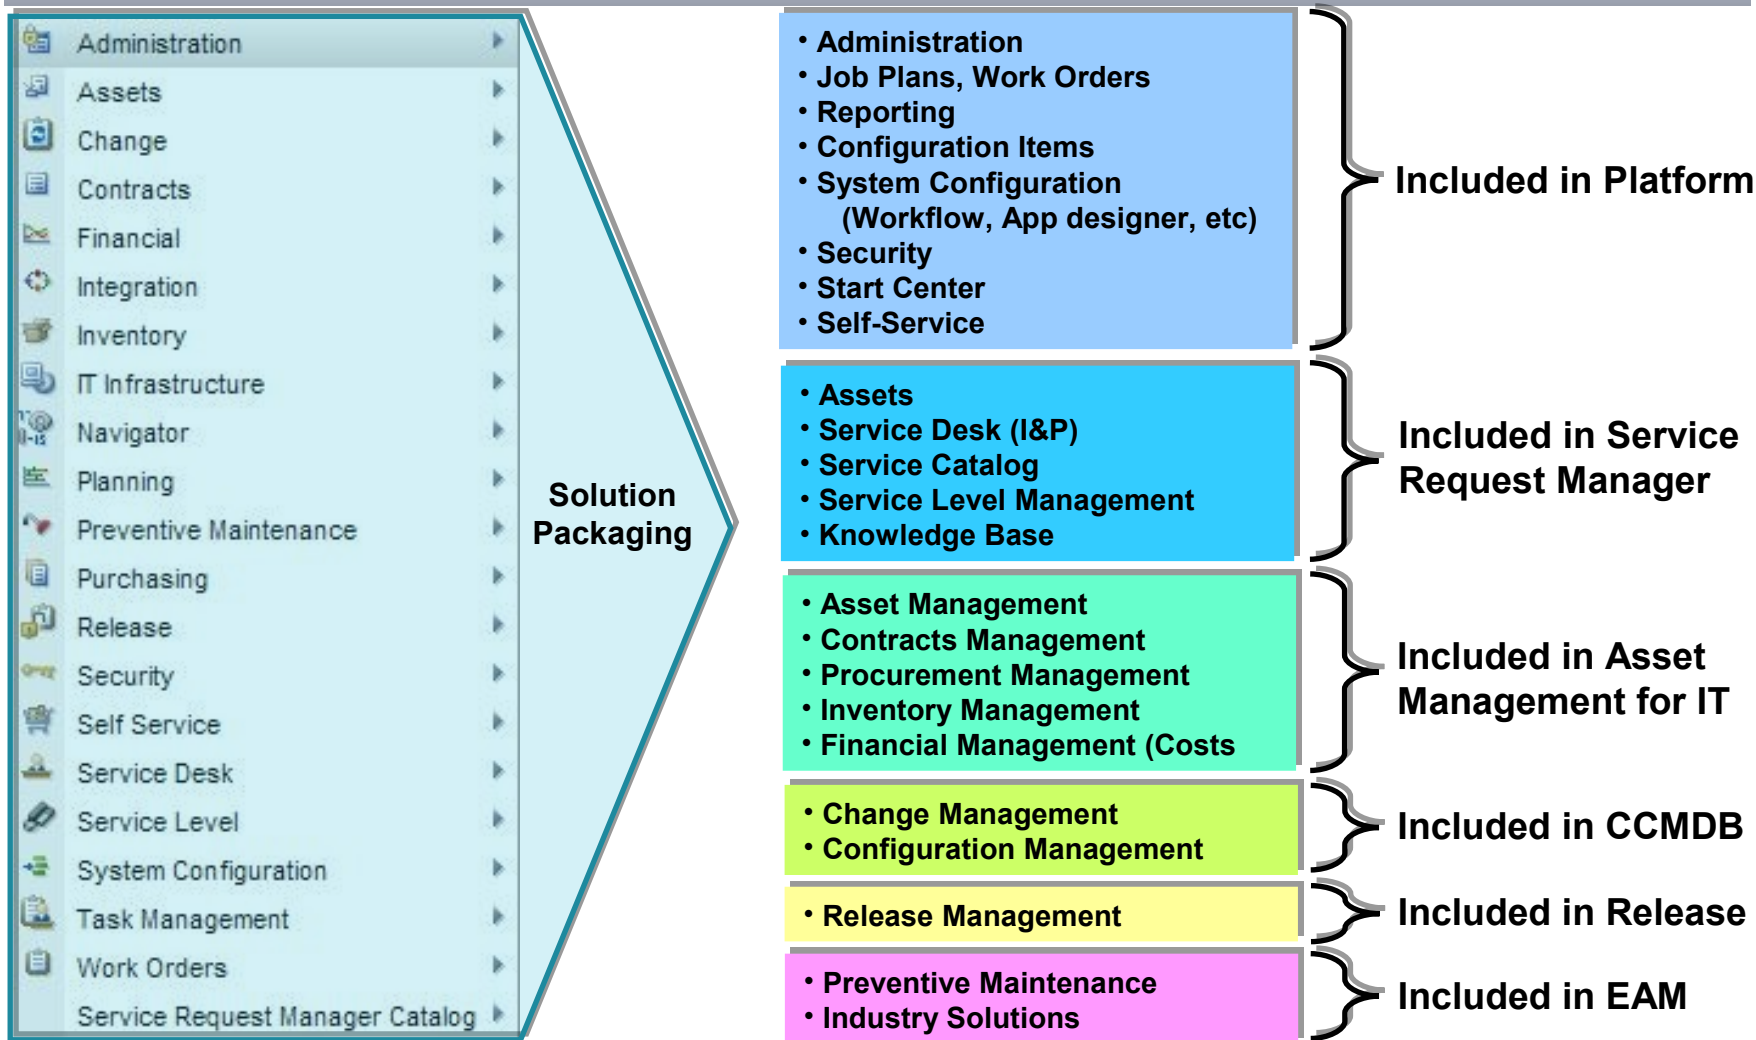 Administration
Assets
Change
Contracts
Financial
Integration
Inventory
IT Infrastructure
Navigator
Planning
Preventive Maintenance
Purchasing
Release
Security
Self Service
Service Desk
Service Level
System Configuration
Task Management
Work Orders
Service Request Manager Catalog
Solution
Packaging
• Administration
• Job Plans, Work Orders
• Reporting
• Configuration Items
• System Configuration
(Workflow, App designer, etc)
• Security
• Start Center
• Self-Service
Included in Platform
• Assets
• Service Desk (I&P)
• Service Catalog
• Service Level Management
• Knowledge Base
Included in Service
Request Manager
• Asset Management
• Contracts Management
• Procurement Management
• Inventory Management
• Financial Management (Costs
Included in Asset
Management for IT
• Change Management
• Configuration Management
Included in CCMDB
• Release Management
Included in Release
• Preventive Maintenance
• Industry Solutions
Included in EAM